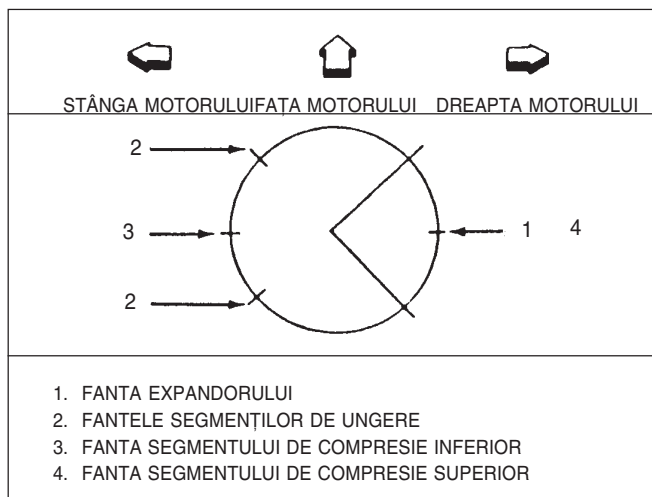 STÂNGA MOTORULUIFAȚA MOTORULUI DREAPTA MOTORULUI
2
3
1 4
2
1. FANTA EXPANDORULUI
2. FANTELE SEGMENȚILOR DE UNGERE
3. FANTA SEGMENTULUI DE COMPRESIE INFERIOR
4. FANTA SEGMENTULUI DE COMPRESIE SUPERIOR